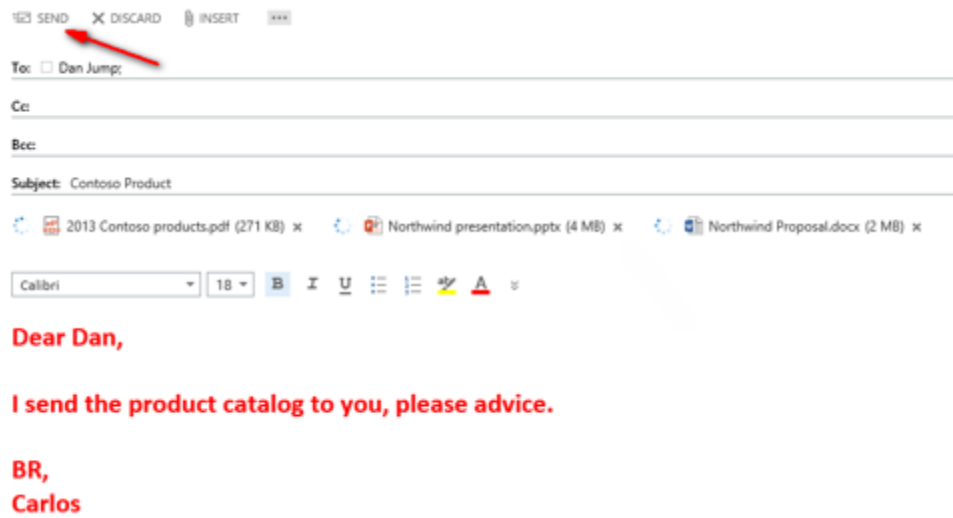 SEND DISCARD INSERT ...
To: Dan Jump;
Cc:
Bcc:
Subject: Contoso Product
2013 Contoso products.pdf (271 KB) × Northwind presentation.pptx (4 MB) × Northwind Proposal.docx (2 MB) ×
Calibri 18 B I U ab A
Dear Dan,
I send the product catalog to you, please advice.
BR,
Carlos